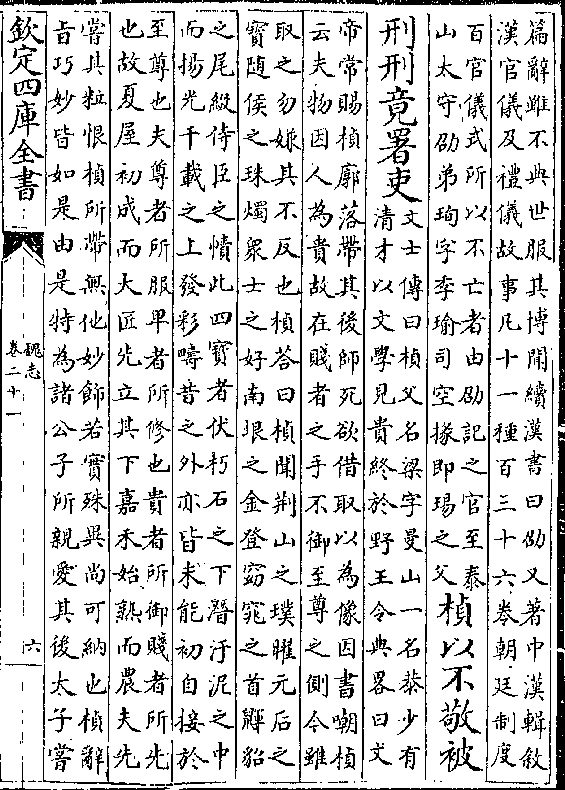 篇辭雖不典世服其博聞續漢書曰劭又著中漢輯敘
漢官儀及禮儀故事凡十一種百三十六卷朝廷制度
百官儀式所以不亡者由劭記之官至泰
山太守劭弟珣字季瑜司空掾即瑒之父
楨以不敬被
刑刑竟署吏
文士傳曰楨父名梁字曼山一名恭少有
清才以文學見貴終於野王令典畧曰文
帝常賜楨廓落帶其後師死欲借取以為像因書嘲楨
云夫物因人為貴故在賤者之手不御至尊之側今雖
取之勿嫌其不反也楨答曰楨聞荆山之璞曜元后之
寶隨侯之珠燭衆士之好南垠之金登窈窕之首鼲貂
之尾綴侍臣之幘此四寶者伏朽石之下潛汙泥之中
而揚光千載之上發彩疇昔之外亦皆未能初自接於
至尊也夫尊者所服卑者所修也貴者所御賤者所先
也故夏屋初成而大匠先立其下嘉禾始熟而農夫先
嘗其粒恨楨所帶無他妙飾若實殊異尚可納也楨辭
旨巧妙皆如是由是特為諸公子所親愛其後太子嘗
欽定四庫全書
魏志
卷二十一
六